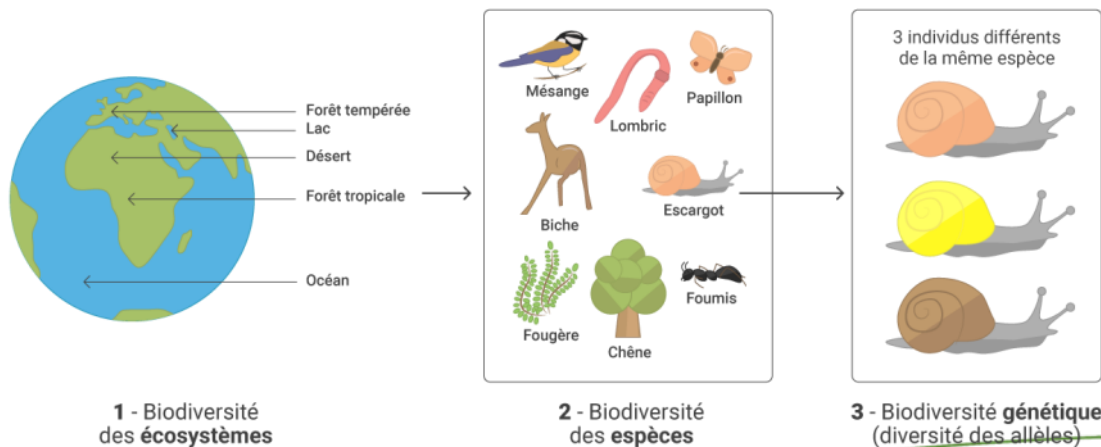 Forêt tempérée
Lac
Désert
Forêt tropicale
Océan
1 - Biodiversité
des écosystèmes
Mésange
Lombric
Papillon
Biche
Escargot
Fougère
Chêne
Foumis
2 - Biodiversité
des espèces
3 individus différents
de la même espèce
3 - Biodiversité génétique
(diversité des allèles)